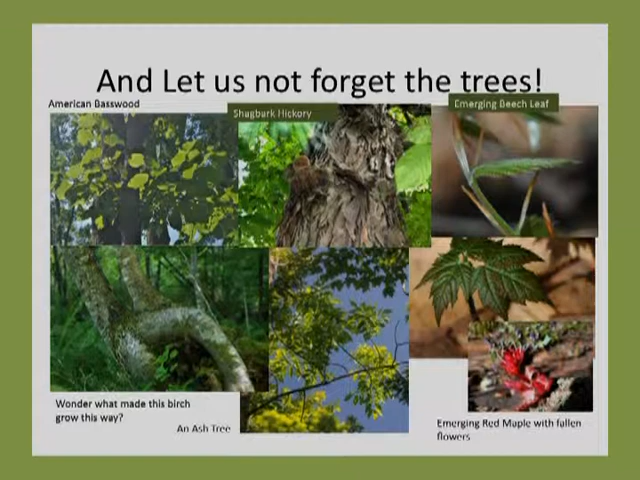 And Let us not forget the trees!
American Basswood
Shagbark Hickory
Emerging Beech Leaf
Wonder what made this birch
grow this way?
An Ash Tree
Emerging Red Maple with fallen
flowers